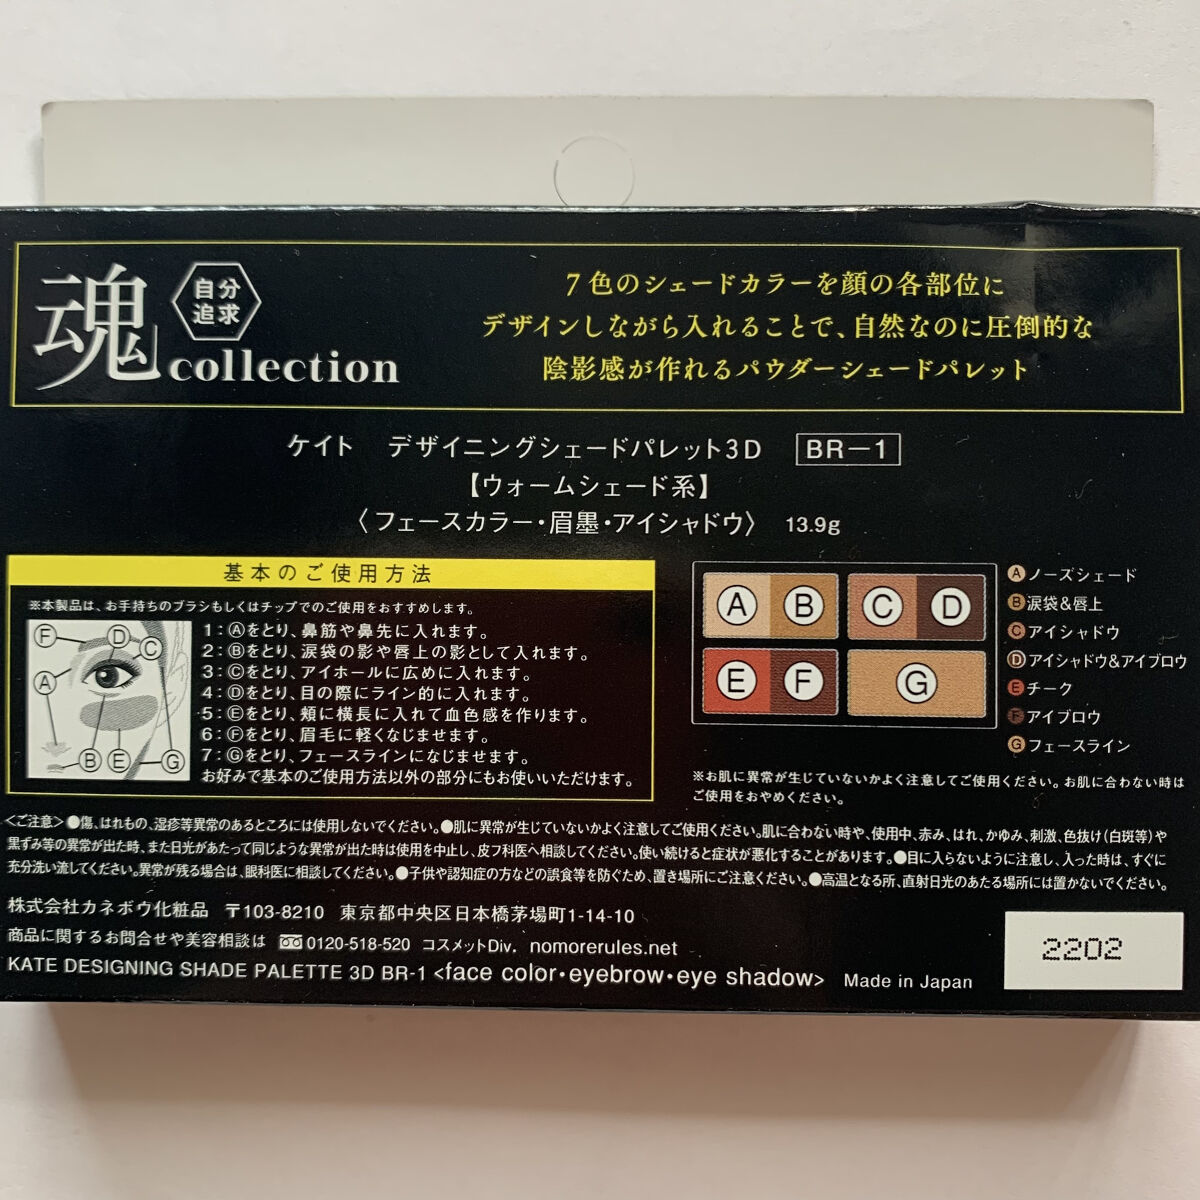 魂
自分
追求
collection
7色のシェードカラーを顔の各部位に
デザインしながら入れることで、自然なのに圧倒的な
陰影感が作れるパウダーシェードパレット
ケイト デザイニングシェードパレット3D BR-1
【ウォームシェード系】
〈フェースカラー・眉墨・アイシャドウ〉 13.9g
基本のご使用方法
※本製品は、お手持ちのブラシもしくはチップでのご使用をおすすめします。
F D C
A
B E G
1：Ⓐをとり、鼻筋や鼻先に入れます。
2：Ⓑをとり、涙袋の影や唇上の影として入れます。
3：Ⓒをとり、アイホールに広めに入れます。
4：Ⓓをとり、目の際にライン的に入れます。
5：Ⓔをとり、頬に横長に入れて血色感を作ります。
6：Ⓕをとり、眉毛に軽くなじませます。
7：Ⓖをとり、フェースラインになじませます。
お好みで基本のご使用方法以外の部分にもお使いいただけます。
A B C D
E F G
Ⓐノーズシェード
Ⓑ涙袋&唇上
Ⓒアイシャドウ
Ⓓアイシャドウ&アイブロウ
Ⓔチーク
Ⓕアイブロウ
Ⓖフェースライン
※お肌に異常が生じていないかよく注意してご使用ください。お肌に合わない時は
ご使用をおやめください。
<ご注意>●傷、はれもの、湿疹等異常のあるところには使用しないでください。●肌に異常が生じていないかよく注意してご使用ください。肌に合わない時や、使用中、赤み、はれ、かゆみ、刺激、色抜け(白斑等)や
黒ずみ等の異常が出た時、また日光があたって同じような異常が出た時は使用を中止し、皮フ科医へ相談してください。使い続けると症状が悪化することがあります。●目に入らないように注意し、入った時は、すぐに
充分洗い流してください。異常が残る場合は、眼科医に相談してください。●子供や認知症の方などの誤食等を防ぐため、置き場所にご注意ください。●高温となる所、直射日光のあたる場所には置かないでください。
株式会社カネボウ化粧品 〒103-8210 東京都中央区日本橋茅場町1-14-10
商品に関するお問合せや美容相談は 0120-518-520 コスメットDiv. nomorerules.net
KATE DESIGNING SHADE PALETTE 3D BR-1 <face color・eyebrow・eye shadow> Made in Japan
2202